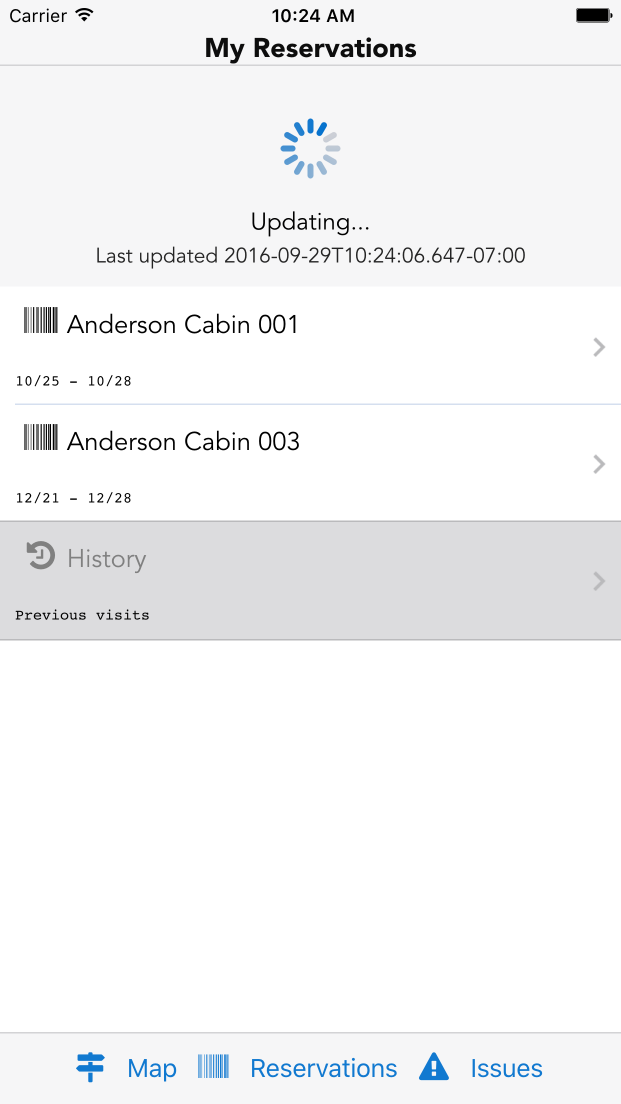 Carrier 10:24 AM
My Reservations
Updating...
Last updated 2016-09-29T10:24:06.647-07:00
Anderson Cabin 001
10/25 - 10/28
Anderson Cabin 003
12/21 - 12/28
History
Previous visits
Map Reservations Issues